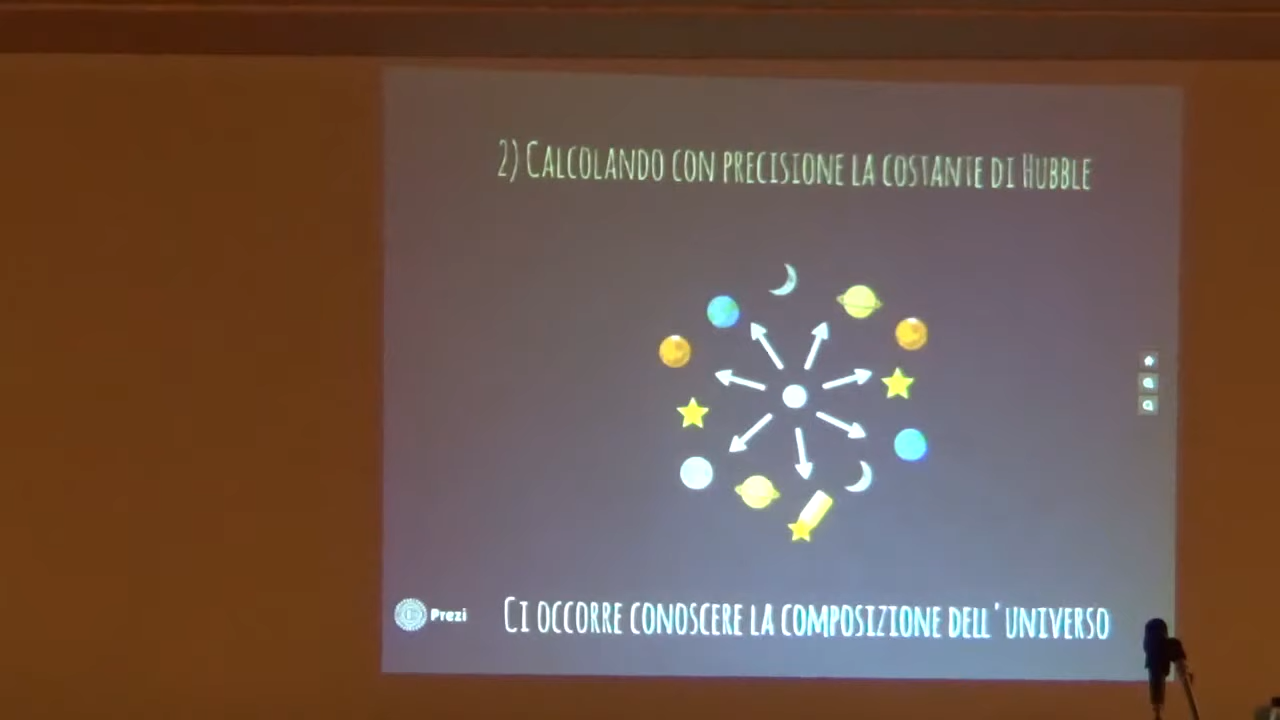 2) Calcolando con precisione la costante di Hubble
Prezi
Ci occorre conoscere la composizione dell'universo